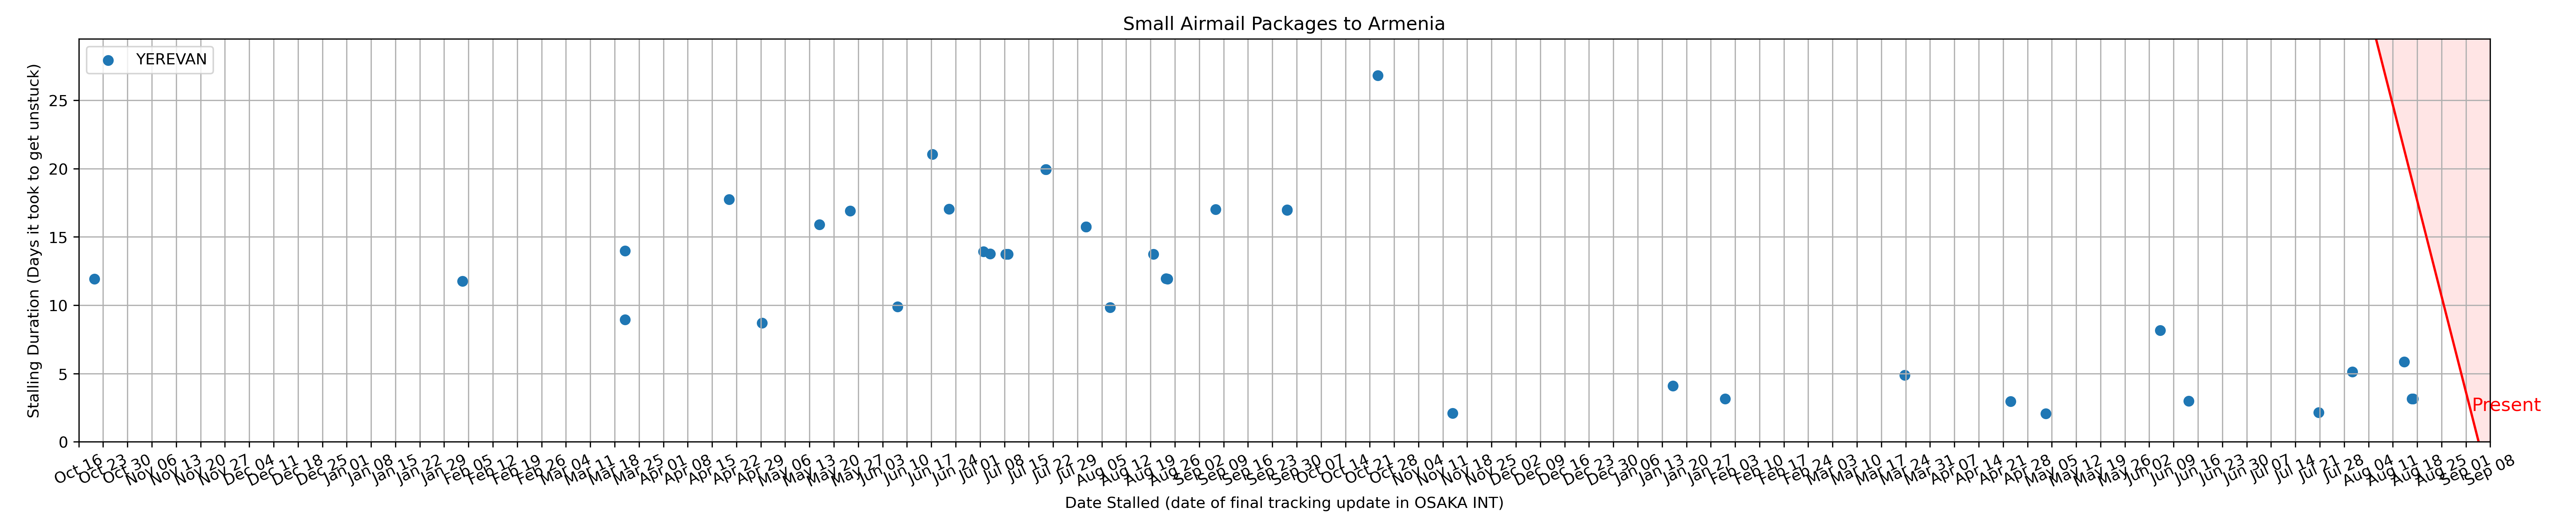 Small Airmail Packages to Armenia
YEREVAN
Stalling Duration (Days it took to get unstuck)
25
20
15
10
5
0
Present
Oct 16
Oct 23
Oct 30
Nov 06
Nov 13
Nov 20
Nov 27
Dec 04
Dec 11
Dec 18
Dec 25
Jan 01
Jan 08
Jan 15
Jan 22
Jan 29
Feb 05
Feb 12
Feb 19
Feb 26
Mar 04
Mar 11
Mar 18
Mar 25
Apr 01
Apr 08
Apr 15
Apr 22
Apr 29
May 06
May 13
May 20
May 27
Jun 03
Jun 10
Jun 17
Jun 24
Jul 01
Jul 08
Jul 15
Jul 22
Jul 29
Aug 05
Aug 12
Aug 19
Aug 26
Sep 02
Sep 09
Sep 16
Sep 23
Sep 30
Oct 07
Oct 14
Oct 21
Oct 28
Nov 04
Nov 11
Nov 18
Nov 25
Dec 02
Dec 09
Dec 16
Dec 23
Dec 30
Jan 06
Jan 13
Jan 20
Jan 27
Feb 03
Feb 10
Feb 17
Feb 24
Mar 03
Mar 10
Mar 17
Mar 24
Mar 31
Apr 07
Apr 14
Apr 21
Apr 28
May 05
May 12
May 19
May 26
Jun 02
Jun 09
Jun 16
Jun 23
Jun 30
Jul 07
Jul 14
Jul 21
Jul 28
Aug 04
Aug 11
Aug 18
Aug 25
Sep 01
Sep 08
Date Stalled (date of final tracking update in OSAKA INT)